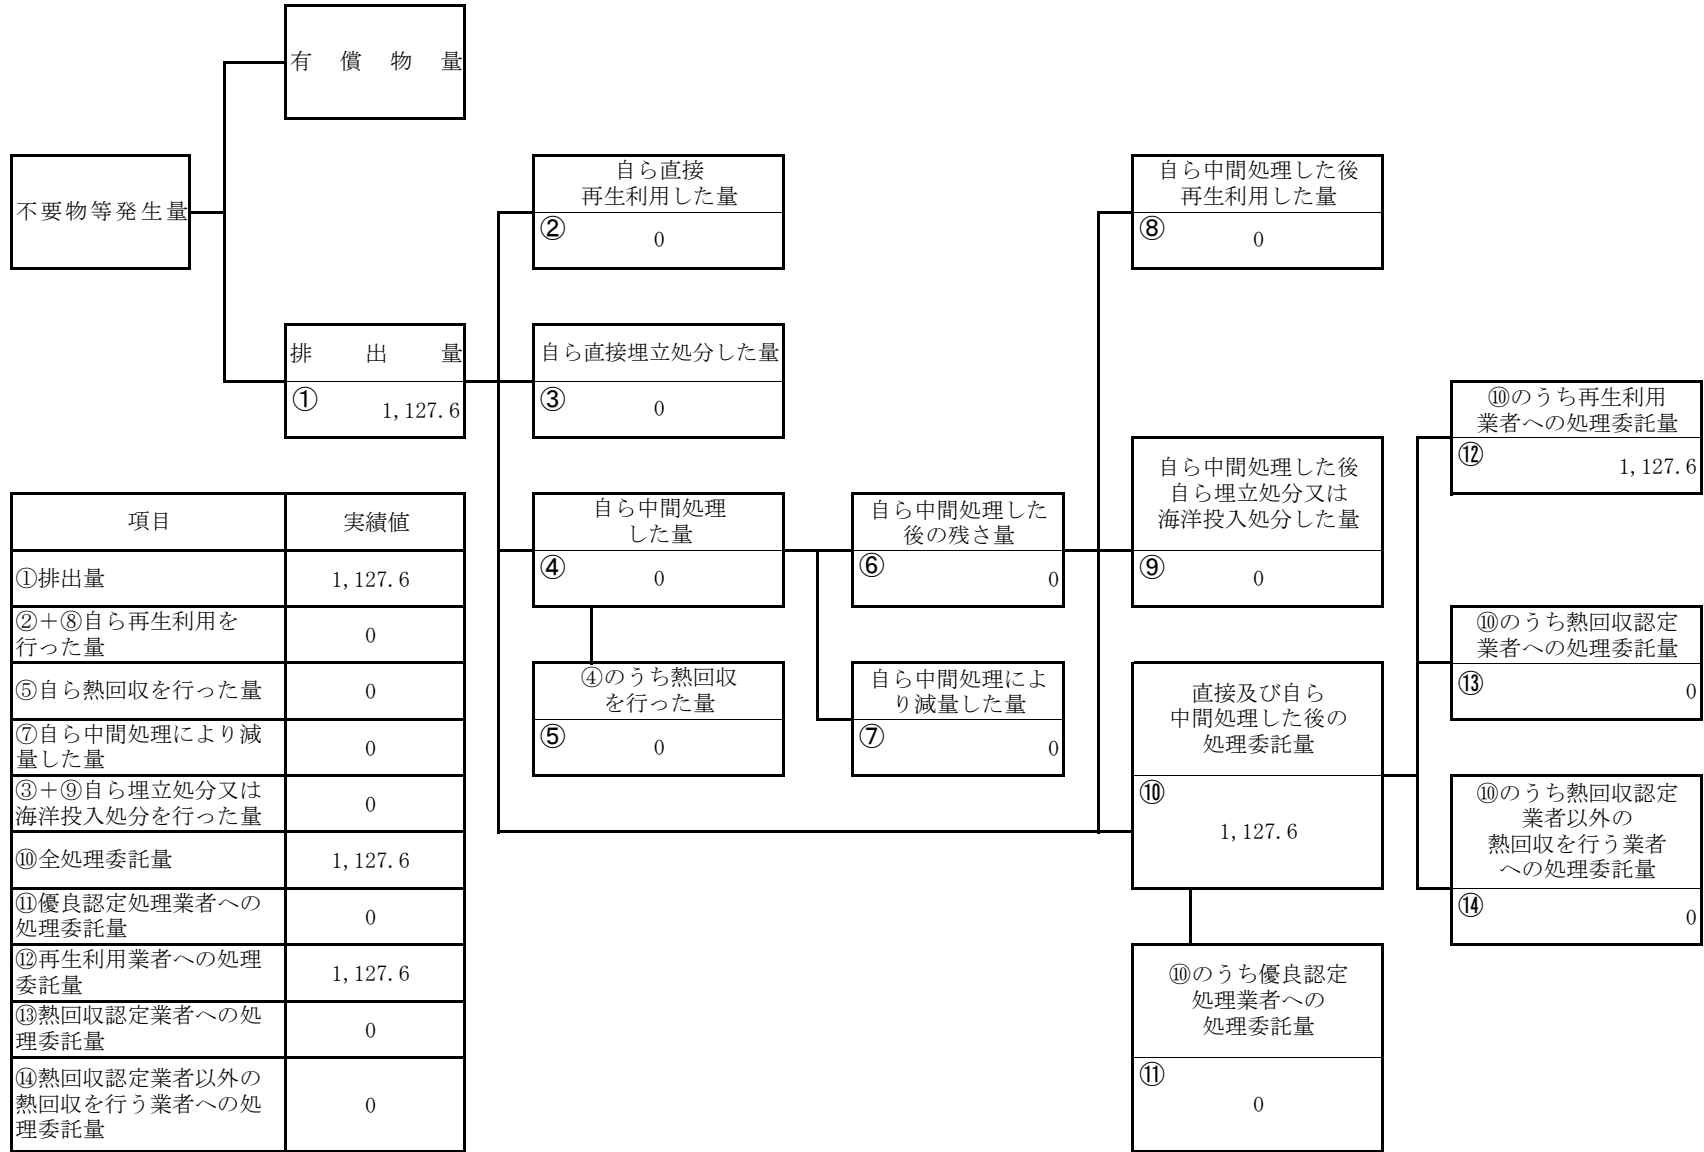 有償物量
不要物等発生量
排出量
① 1,127.6
自ら直接
再生利用した量
② 0
自ら直接埋立処分した量
③ 0
自ら中間処理
した量
④ 0
④のうち熱回収
を行った量
⑤ 0
自ら中間処理した
後の残さ量
⑥ 0
自ら中間処理によ
り減量した量
⑦ 0
自ら中間処理した後
再生利用した量
⑧ 0
自ら中間処理した後
自ら埋立処分又は
海洋投入処分した量
⑨ 0
直接及び自ら
中間処理した後の
処理委託量
⑩
1,127.6
⑩のうち優良認定
処理業者への
処理委託量
⑪
0
⑩のうち再生利用
業者への処理委託量
⑫ 1,127.6
⑩のうち熱回収認定
業者への処理委託量
⑬ 0
⑩のうち熱回収認定
業者以外の
熱回収を行う業者
への処理委託量
⑭ 0
項目 実績値
①排出量 1,127.6
②+⑧自ら再生利用を
行った量 0
⑤自ら熱回収を行った量 0
⑦自ら中間処理により減
量した量 0
③+⑨自ら埋立処分又は
海洋投入処分を行った量 0
⑩全処理委託量 1,127.6
⑪優良認定処理業者への
処理委託量 0
⑫再生利用業者への処理
委託量 1,127.6
⑬熱回収認定業者への処
理委託量 0
⑭熱回収認定業者以外の
熱回収を行う業者への処
理委託量 0